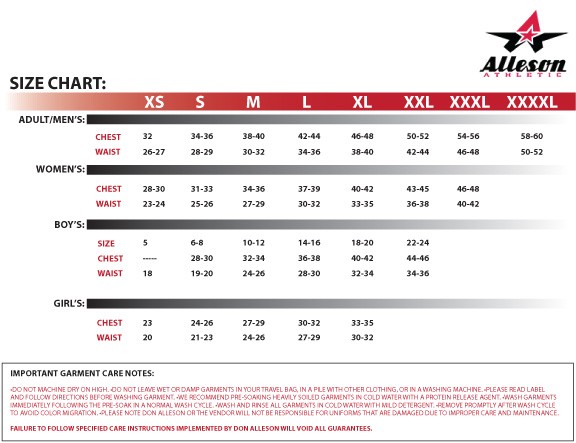 Alleson
ATHLETIC
SIZE CHART:
XS S M L XL XXL XXXL XXXXL
ADULT/MEN'S:
CHEST 32 34-36 38-40 42-44 46-48 50-52 54-56 58-60
WAIST 26-27 28-29 30-32 34-36 38-40 42-44 46-48 50-52
WOMEN'S:
CHEST 28-30 31-33 34-36 37-39 40-42 43-45 46-48
WAIST 23-24 25-26 27-29 30-32 33-35 36-38 40-42
BOY'S:
SIZE 5 6-8 10-12 14-16 18-20 22-24
CHEST ----- 28-30 32-34 36-38 40-42 44-46
WAIST 18 19-20 24-26 28-30 32-34 34-36
GIRL'S:
CHEST 23 24-26 27-29 30-32 33-35
WAIST 20 21-23 24-26 27-29 30-32
IMPORTANT GARMENT CARE NOTES:
•DO NOT MACHINE DRY ON HIGH. •DO NOT LEAVE WET OR DAMP GARMENTS IN YOUR TRAVEL BAG, IN A PILE WITH OTHER CLOTHING, OR IN A WASHING MACHINE. •PLEASE READ LABEL
AND FOLLOW DIRECTIONS BEFORE WASHING GARMENT. •WE RECOMMEND PRE-SOAKING HEAVILY SOILED GARMENTS IN COLD WATER WITH A PROTEIN RELEASE AGENT. •WASH GARMENTS
IMMEDIATELY FOLLOWING THE PRE-SOAK IN A NORMAL WASH CYCLE. •WASH AND RINSE ALL GARMENTS IN COLD WATER WITH MILD DETERGENT. •REMOVE PROMPTLY AFTER WASH CYCLE
TO AVOID COLOR MIGRATION. •PLEASE NOTE DON ALLESON OR THE VENDOR WILL NOT BE RESPONSIBLE FOR UNIFORMS THAT ARE DAMAGED DUE TO IMPROPER CARE AND MAINTENANCE.
FAILURE TO FOLLOW SPECIFIED CARE INSTRUCTIONS IMPLEMENTED BY DON ALLESON WILL VOID ALL GUARANTEES.